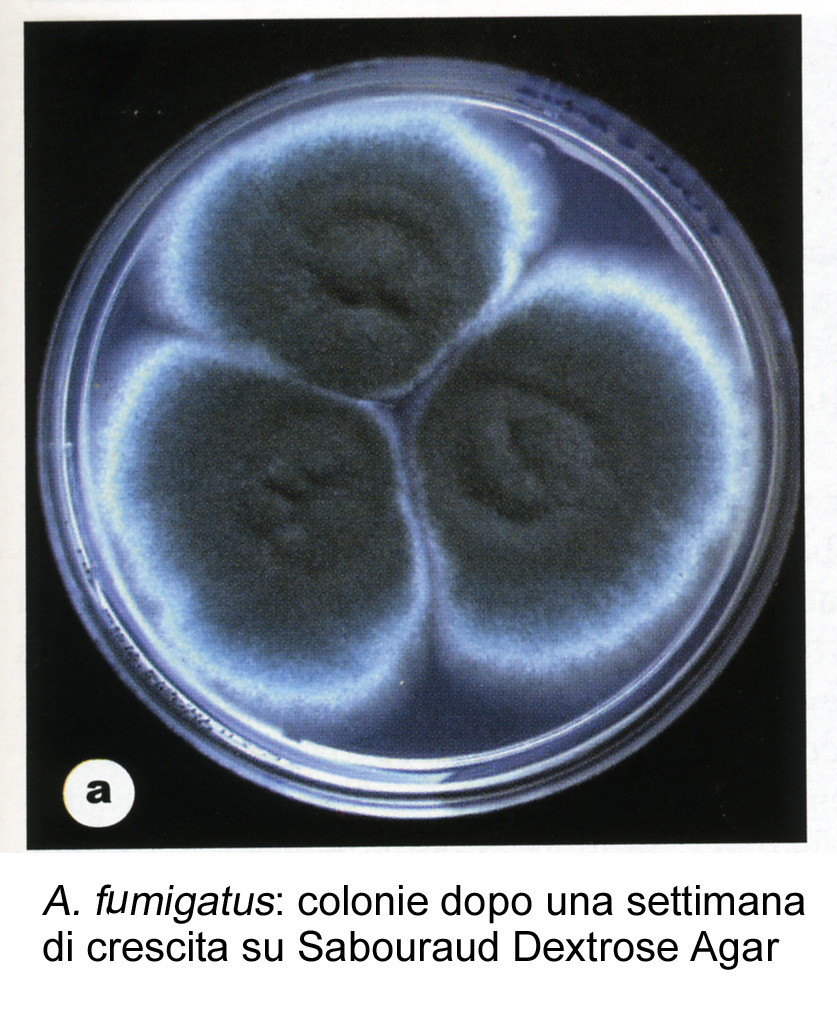 a
A. fumigatus: colonie dopo una settimana
di crescita su Sabouraud Dextrose Agar